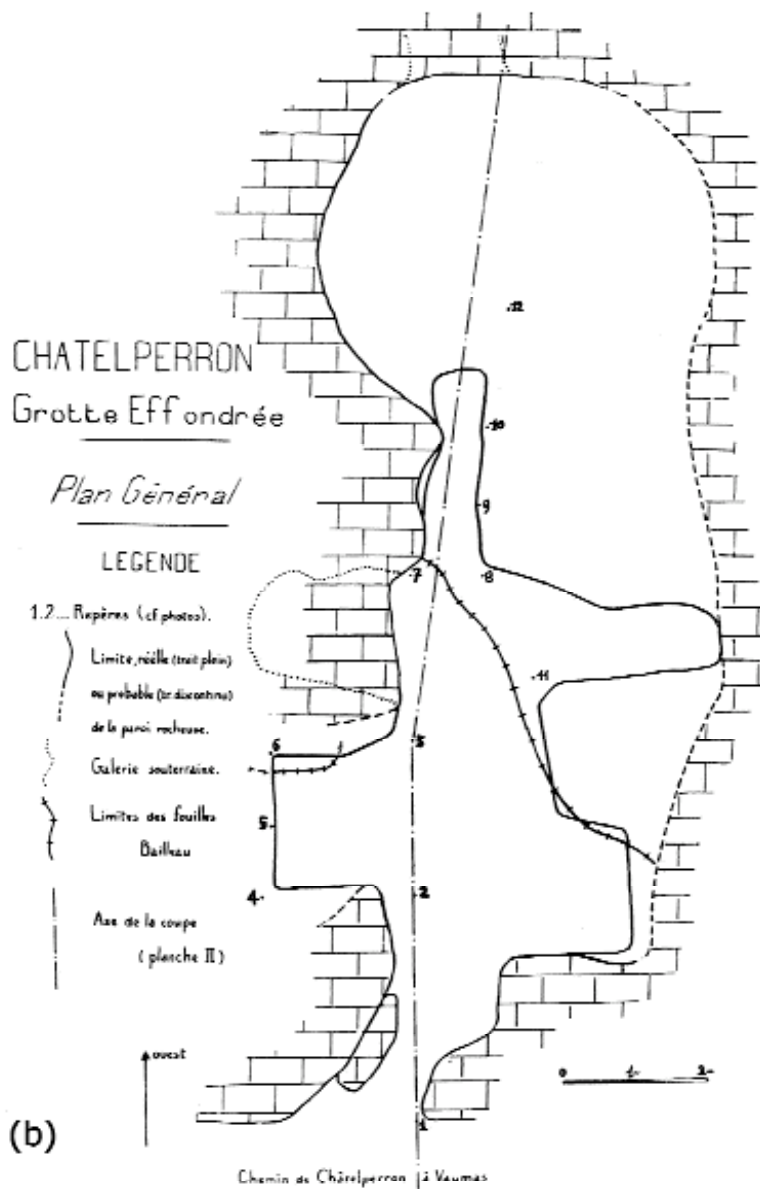 CHATELPERRON
Grotte Effondrée
Plan Général
LEGENDE
1.2... Repères (cf photos).
Limite, réelle (trait plein)
ou probable (tr discontinu)
de la paroi rocheuse.
Galerie souterraine.
Limites des fouilles
Bailleau
Axe de la coupe
( planche II )
ouest
(b)
12
10
9
7
8
11
6
3
5
4
2
1
0 1 2
Chemin de Châtelperron à Vaumas